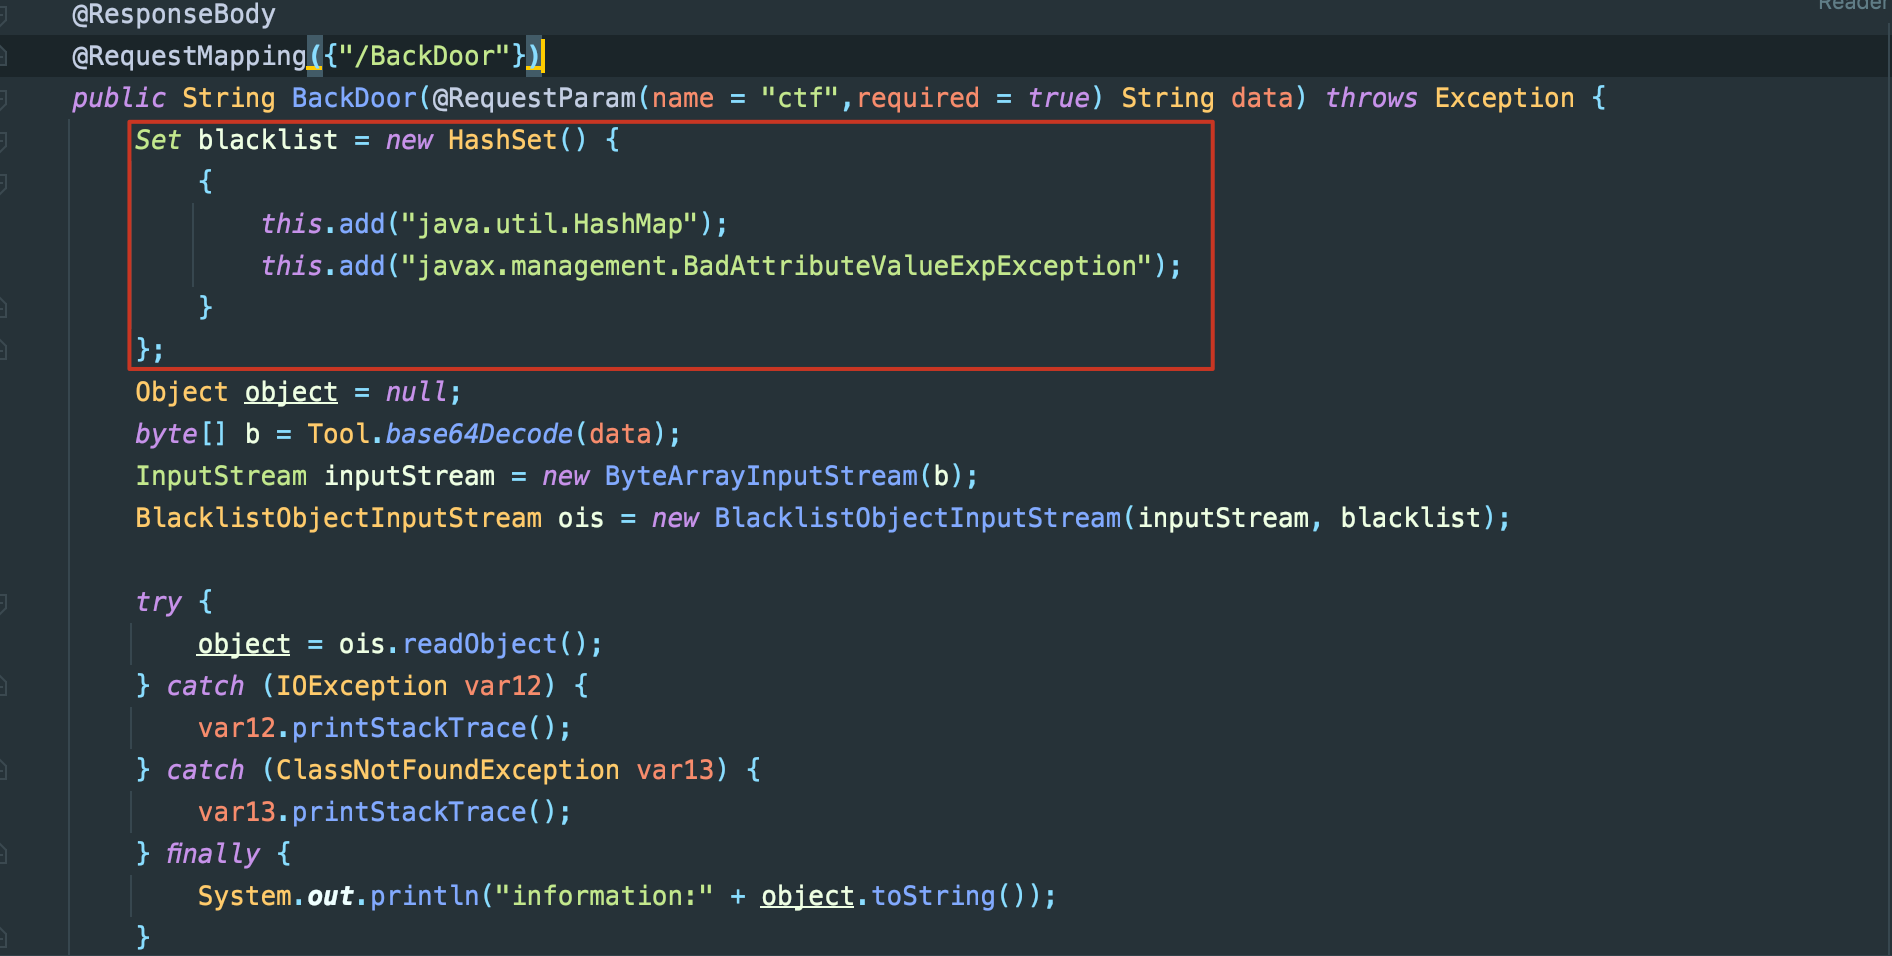 Reader
@ResponseBody
@RequestMapping({"/BackDoor"})
public String BackDoor(@RequestParam(name = "ctf",required = true) String data) throws Exception {
Set blacklist = new HashSet() {
{
this.add("java.util.HashMap");
this.add("javax.management.BadAttributeValueExpException");
}
};
Object object = null;
byte[] b = Tool.base64Decode(data);
InputStream inputStream = new ByteArrayInputStream(b);
BlacklistObjectInputStream ois = new BlacklistObjectInputStream(inputStream, blacklist);
try {
object = ois.readObject();
} catch (IOException var12) {
var12.printStackTrace();
} catch (ClassNotFoundException var13) {
var13.printStackTrace();
} finally {
System.out.println("information:" + object.toString());
}